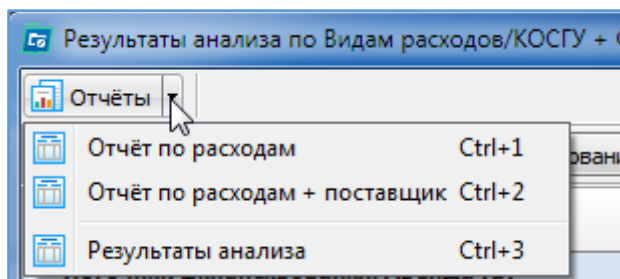 Результаты анализа по Видам расходов/КОСГУ +
Отчёты
Отчёт по расходам Ctrl+1
Отчёт по расходам + поставщик Ctrl+2
Результаты анализа Ctrl+3